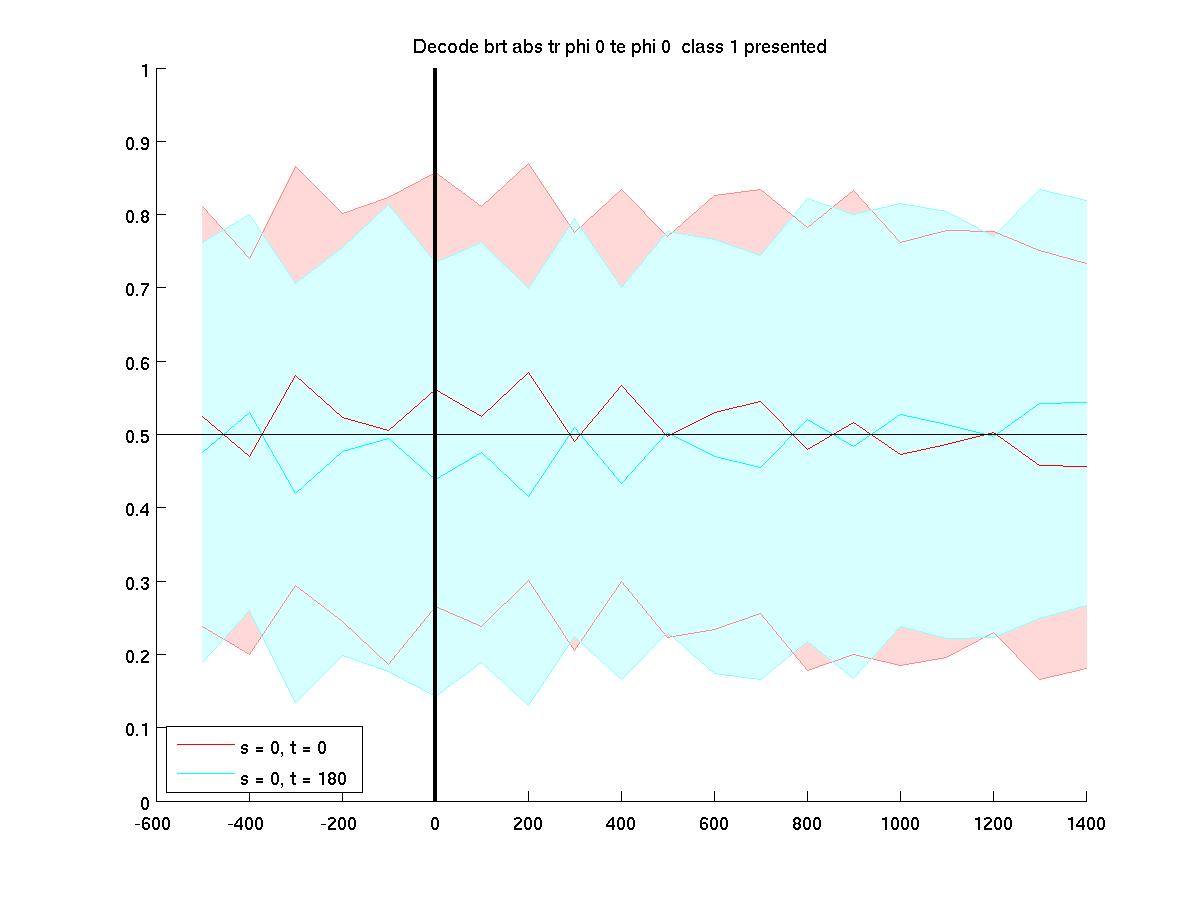 Decode brt abs tr phi 0 te phi 0  class 1 presented
1
0.9
0.8
0.7
0.6
0.5
0.4
0.3
0.2
0.1
0
s = 0, t = 0
s = 0, t = 180
-600 -400 -200 0 200 400 600 800 1000 1200 1400